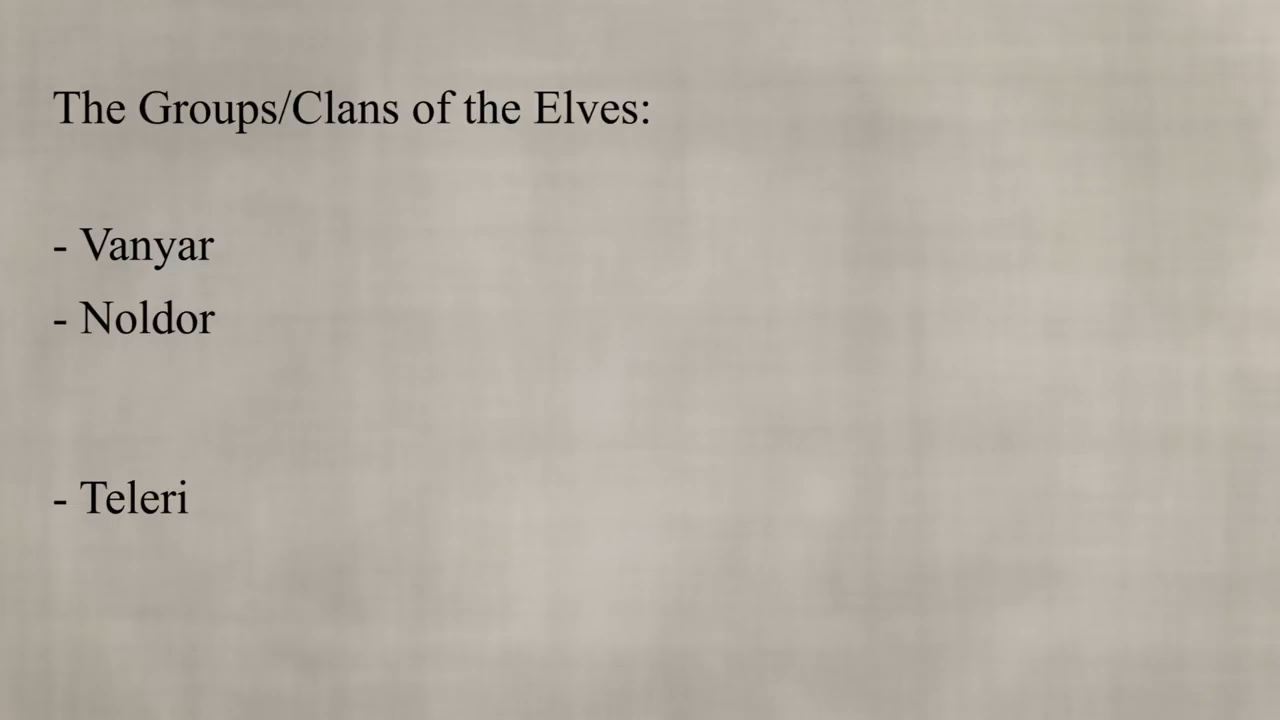 The Groups/Clans of the Elves:
- Vanyar
- Noldor
- Teleri